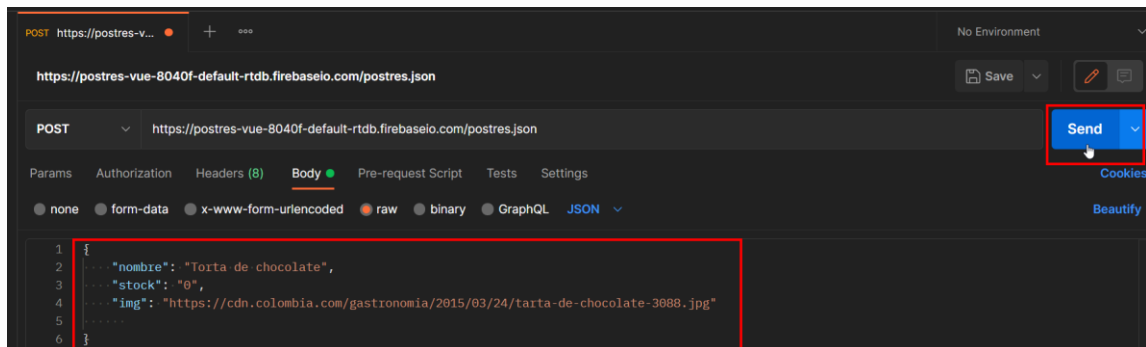 POST https://postres-v... + ooo No Environment
https://postres-vue-8040f-default-rtdb.firebaseio.com/postres.json Save
POST https://postres-vue-8040f-default-rtdb.firebaseio.com/postres.json Send
Params Authorization Headers (8) Body Pre-request Script Tests Settings Cookies
none form-data x-www-form-urlencoded raw binary GraphQL JSON Beautify
1 {
2 "nombre": "Torta de chocolate",
3 "stock": "0",
4 "img": "https://cdn.colombia.com/gastronomia/2015/03/24/tarta-de-chocolate-3088.jpg"
5
6 }